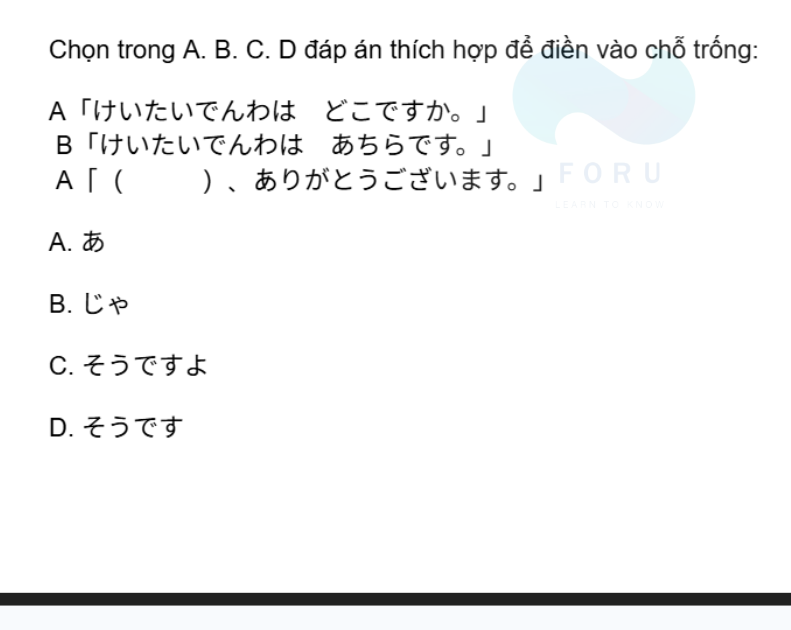 Chọn trong A. B. C. D đáp án thích hợp để điền vào chỗ trống:
A「けいたいでんわは　どこですか。」
B「けいたいでんわは　あちらです。」
A「（　　　）、ありがとうございます。」
FORU
LEARN TO KNOW
A. あ
B. じゃ
C. そうですよ
D. そうです